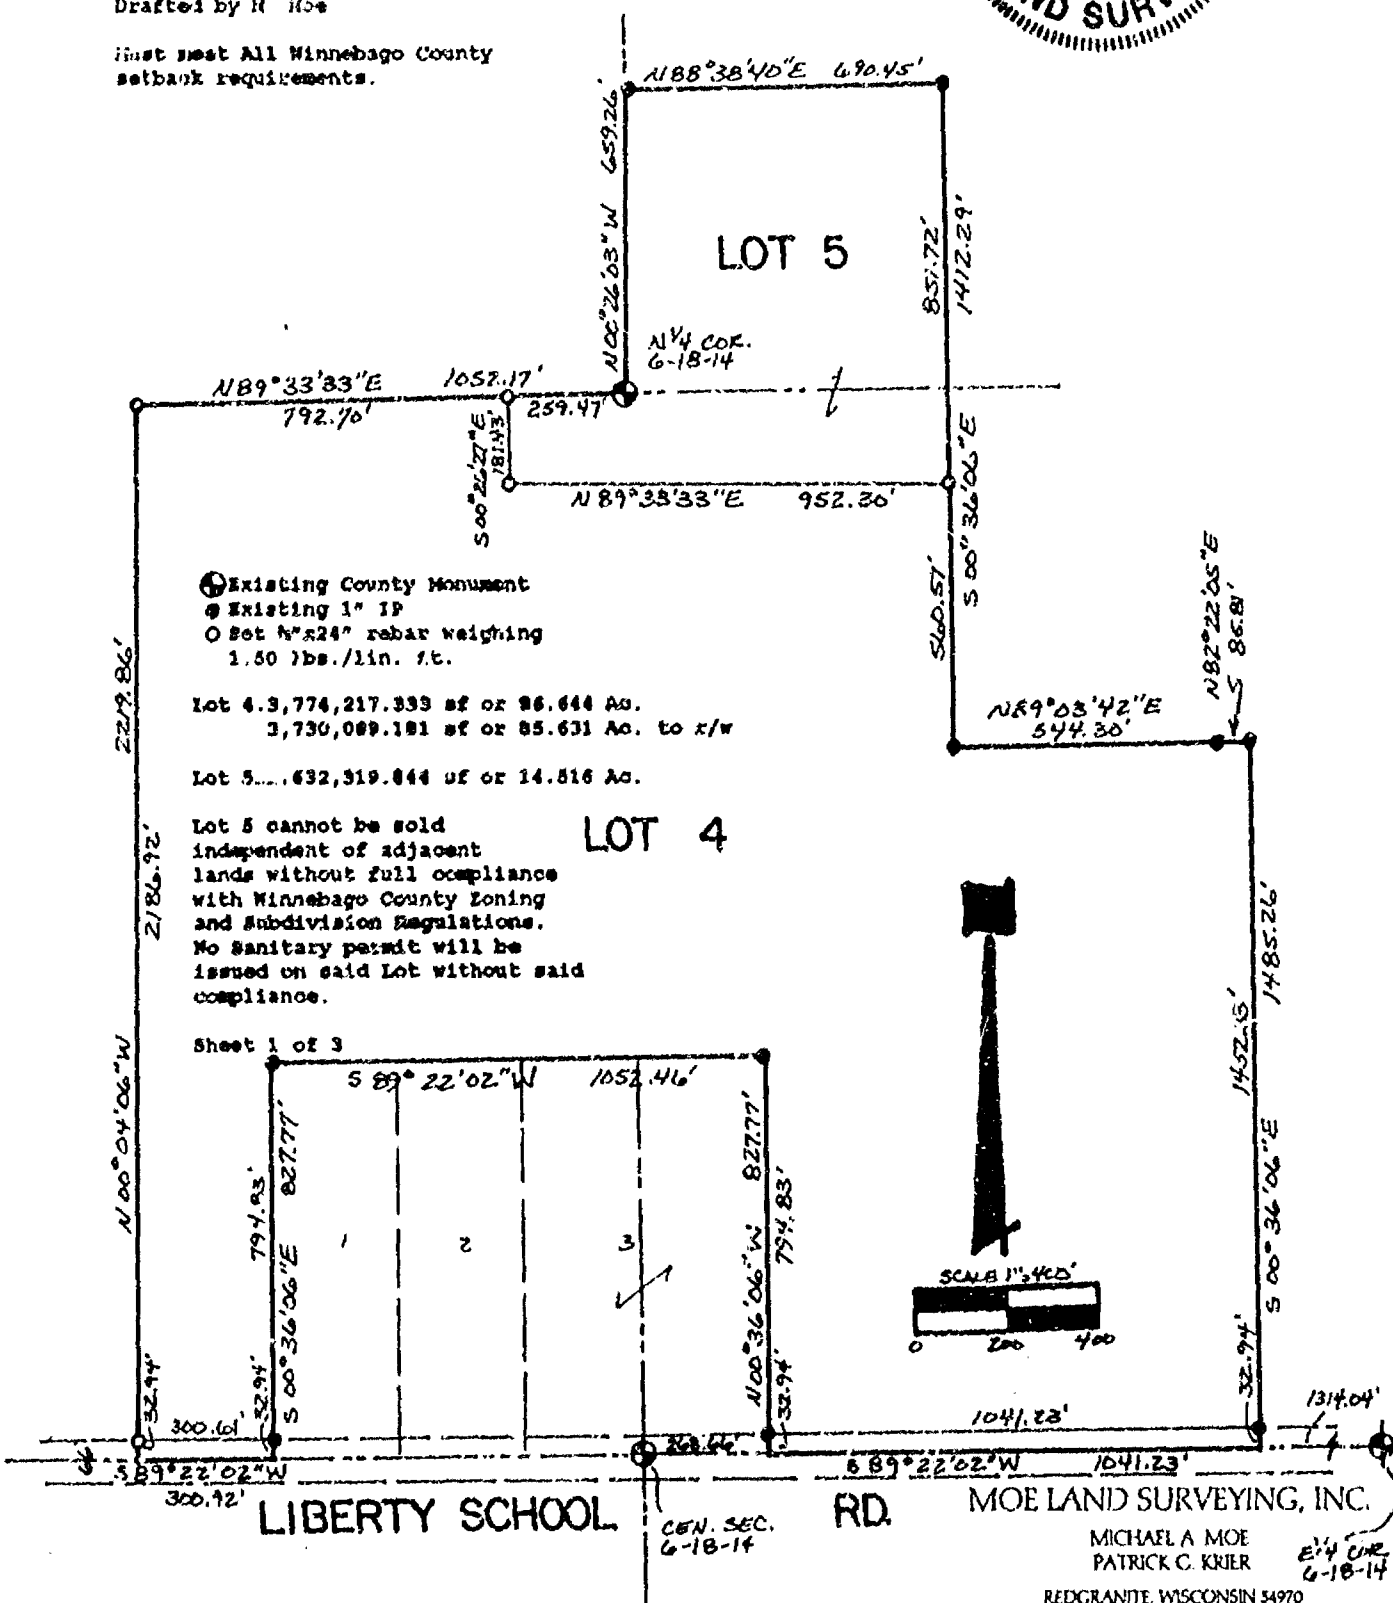 Drafted by
Must meet All Winnebago County
setback requirements.
ND SURV
N88°38'40"E 690.45'
659.26'
N00°26'03"W
LOT 5
851.72'
1412.29'
N¼ COR.
6-18-14
N89°33'33"E 1052.17'
792.70'
259.47'
S00°26'27"E
181.43'
N89°33'33"E 952.30'
S00°36'06"E
560.57'
Existing County Monument
Existing 1" IP
Set 24" rebar weighing
1.50 lbs./lin. ft.
Lot 4.3,774,217.333 sf or 86.644 Ac.
3,730,089.181 sf or 85.631 Ac. to r/w
Lot 5....632,319.844 sf or 14.516 Ac.
Lot 5 cannot be sold
independent of adjacent
lands without full compliance
with Winnebago County Zoning
and Subdivision Regulations.
No Sanitary permit will be
issued on said Lot without said
compliance.
Sheet 1 of 3
LOT 4
N82°22'05"E
86.81'
N89°03'42"E
544.30'
2219.86'
2186.92'
N00°04'06"W
1485.26'
S00°36'06"E
S89°22'02"W 1052.46'
794.83'
827.77'
S00°36'06"E
1
2
3
827.77'
N00°36'06"W
794.83'
SCALE 1"=400'
0 200 400
32.94'
32.94'
32.94'
32.94'
300.61'
1041.23'
1314.04'
S89°22'02"W
300.92'
S89°22'02"W 1041.23'
LIBERTY SCHOOL RD.
CEN. SEC.
6-18-14
MOE LAND SURVEYING, INC.
MICHAEL A MOE
PATRICK C. KRIER
REDGRANITE, WISCONSIN 54970
E¼ COR.
6-18-14